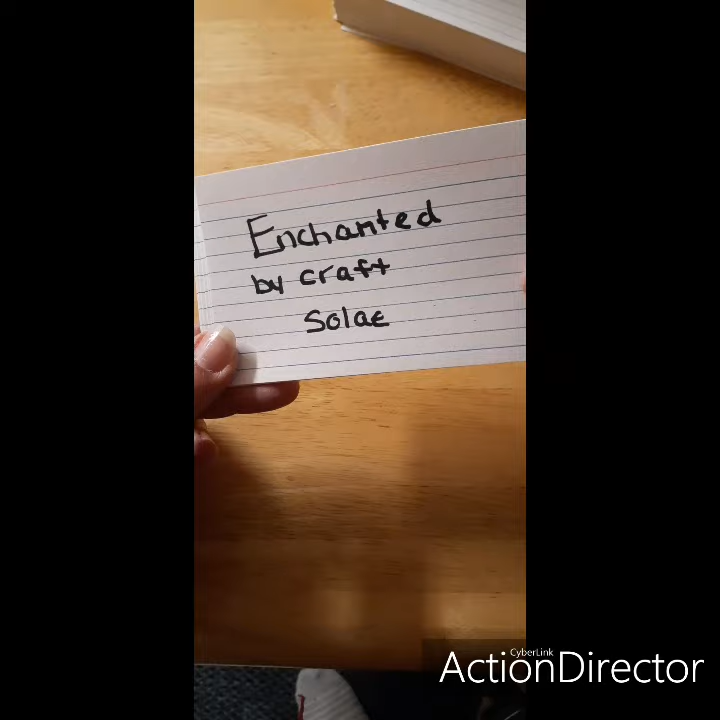 Enchanted
by craft
Solae
CyberLink
ActionDirector